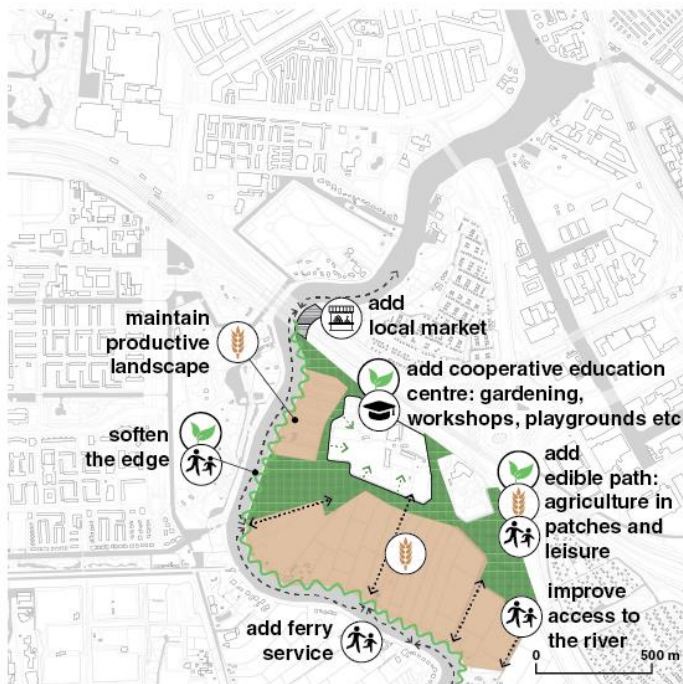 add
local market
maintain
productive
landscape
add cooperative education
centre: gardening,
workshops, playgrounds etc
soften
the edge
add
edible path:
agriculture in
patches and
leisure
improve
access to
the river
add ferry
service
0 500 m